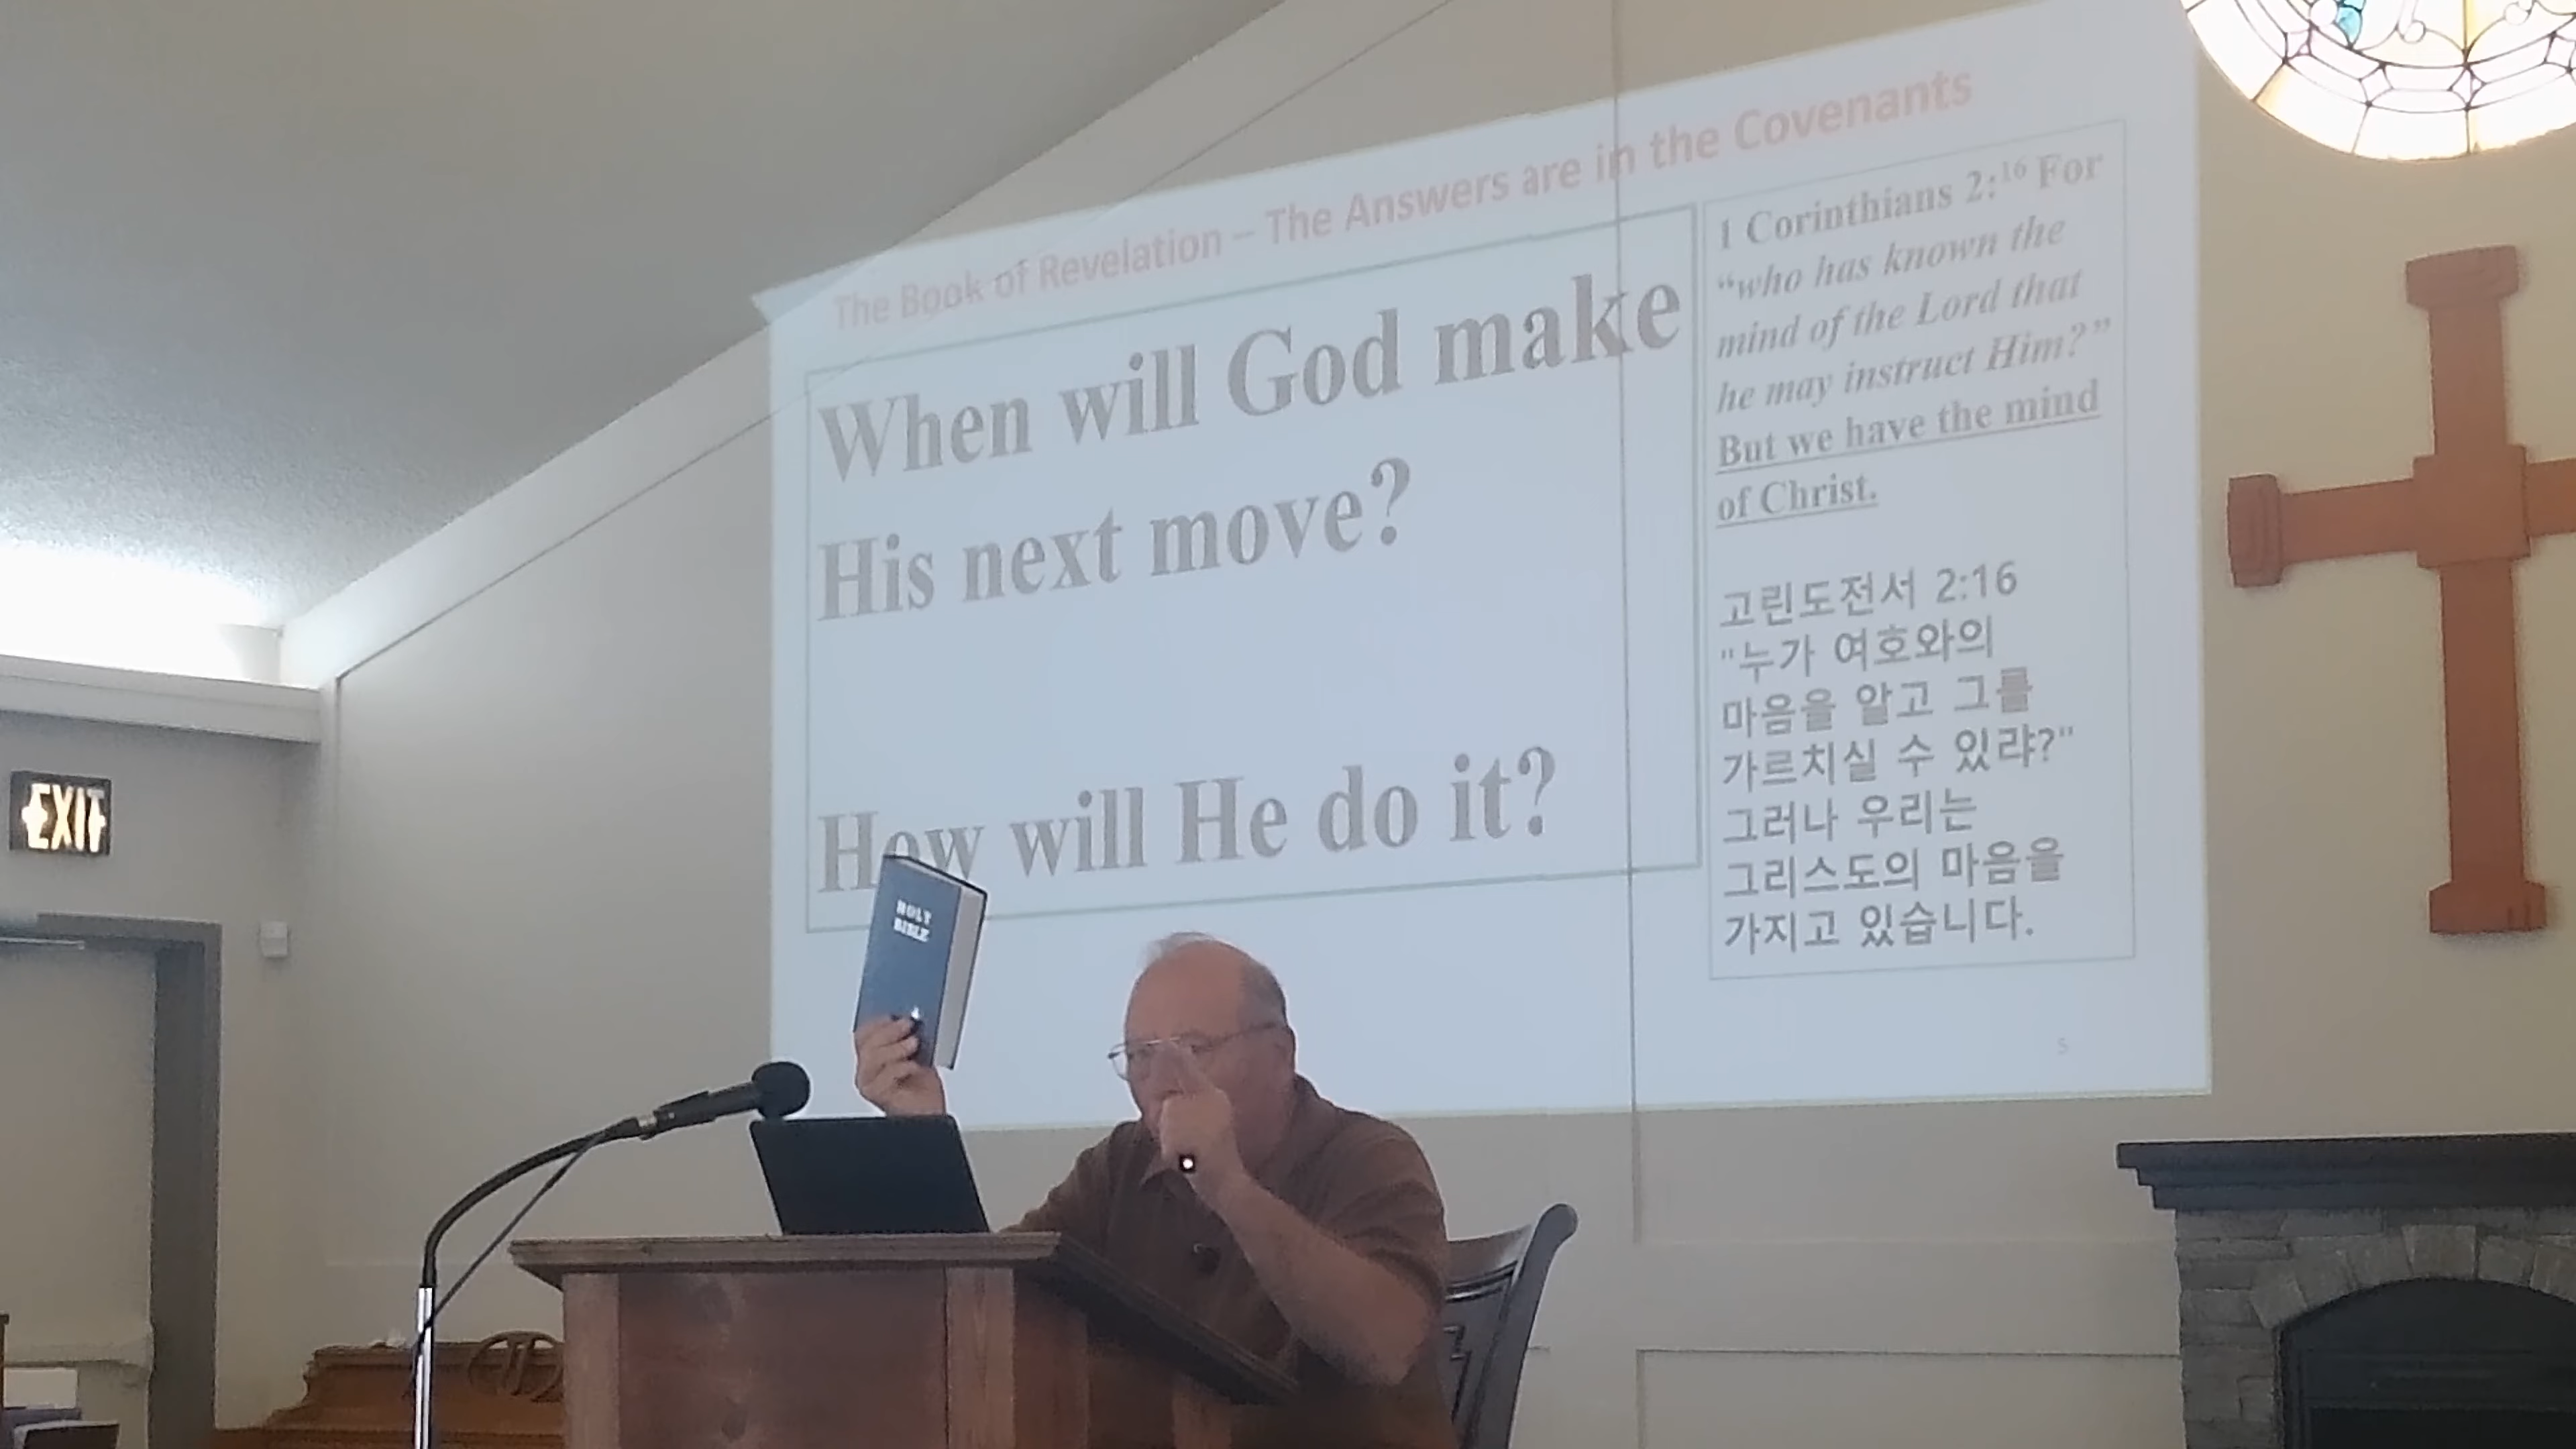 The Book of Revelation – The Answers are in the Covenants
When will God make
His next move?
How will He do it?
1 Corinthians 2:16 For
“who has known the
mind of the Lord that
he may instruct Him?”
But we have the mind
of Christ.
고린도전서 2:16
"누가 여호와의
마음을 알고 그를
가르치실 수 있랴?"
그러나 우리는
그리스도의 마음을
가지고 있습니다.
5
EXIT
HOLY
BIBLE